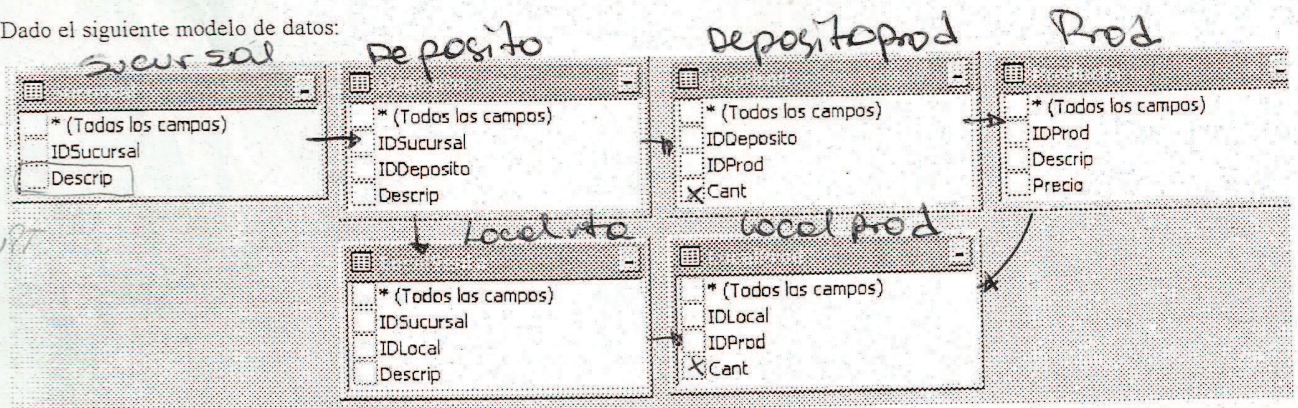 Dado el siguiente modelo de datos:
Sucursal
Deposito
Depositoprod
Prod
* (Todos los campos)
IDSucursal
Descrip
* (Todos los campos)
IDSucursal
IDDeposito
Descrip
* (Todos los campos)
IDDeposito
IDProd
Cant
* (Todos los campos)
IDProd
Descrip
Precio
Local vta
Local prod
* (Todos los campos)
IDSucursal
IDLocal
Descrip
* (Todos los campos)
IDLocal
IDProd
Cant